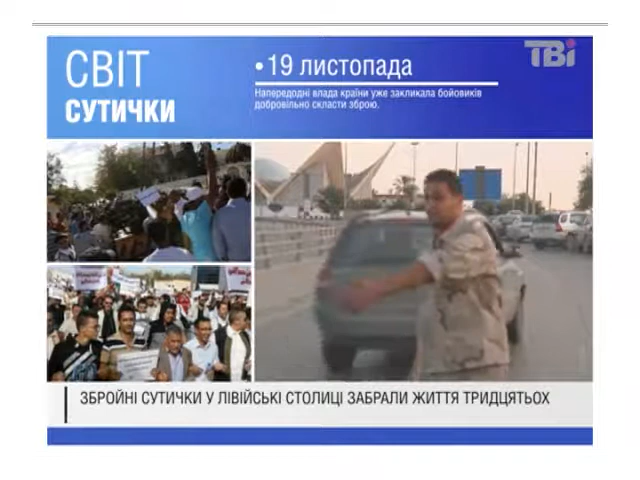 СВІТ
СУТИЧКИ
• 19 листопада
Напередодні влада країни уже закликала бойовиків
добровільно скласти зброю.
ТВі
ЗБРОЙНІ СУТИЧКИ У ЛІВІЙСЬКІ СТОЛИЦІ ЗАБРАЛИ ЖИТТЯ ТРИДЦЯТЬОХ